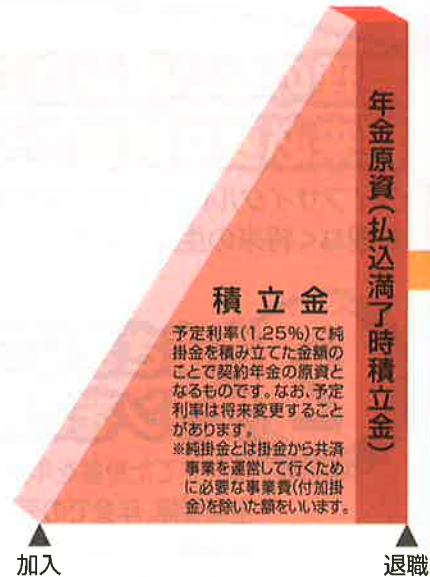 年金原資(払込満了時積立金)
積立金
予定利率(1.25%)で純
掛金を積み立てた金額の
ことで契約年金の原資と
なるものです。なお、予定
利率は将来変更すること
があります。
※純掛金とは掛金から共済
事業を運営して行くため
に必要な事業費(付加掛
金)を除いた額をいいます。
加入
退職